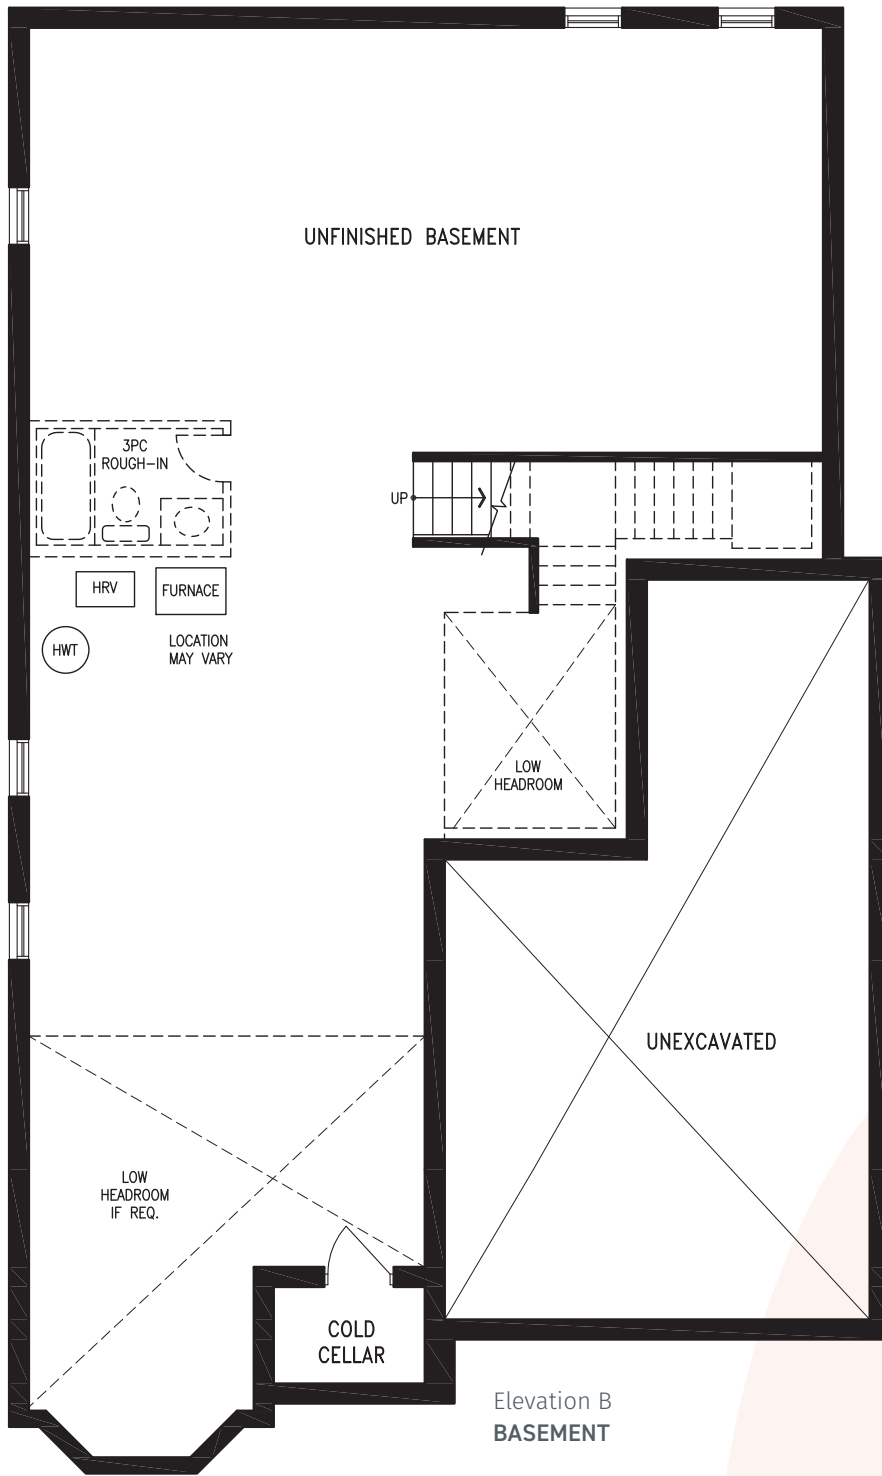 UNFINISHED BASEMENT
3PC
ROUGH-IN
UP
HRV
FURNACE
HWT
LOCATION
MAY VARY
LOW
HEADROOM
UNEXCAVATED
LOW
HEADROOM
IF REQ.
COLD
CELLAR
Elevation B
BASEMENT